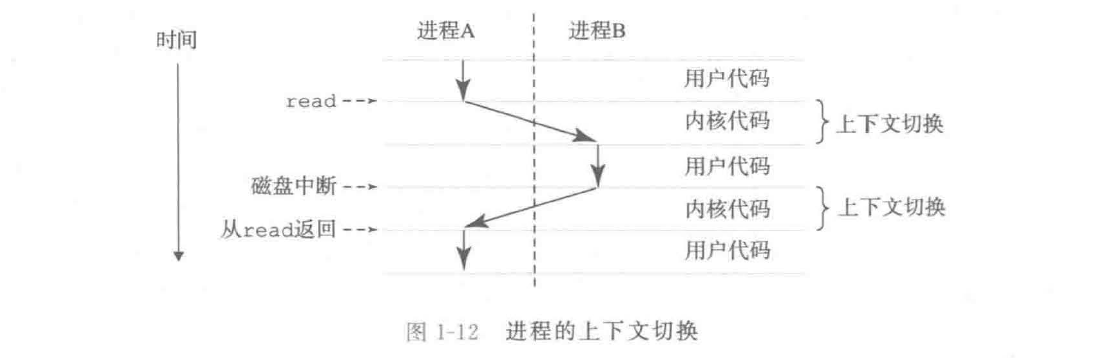 进程A 进程B
时间
用户代码
read
内核代码 上下文切换
用户代码
磁盘中断
内核代码 上下文切换
从read返回
用户代码
图 1-12 进程的上下文切换